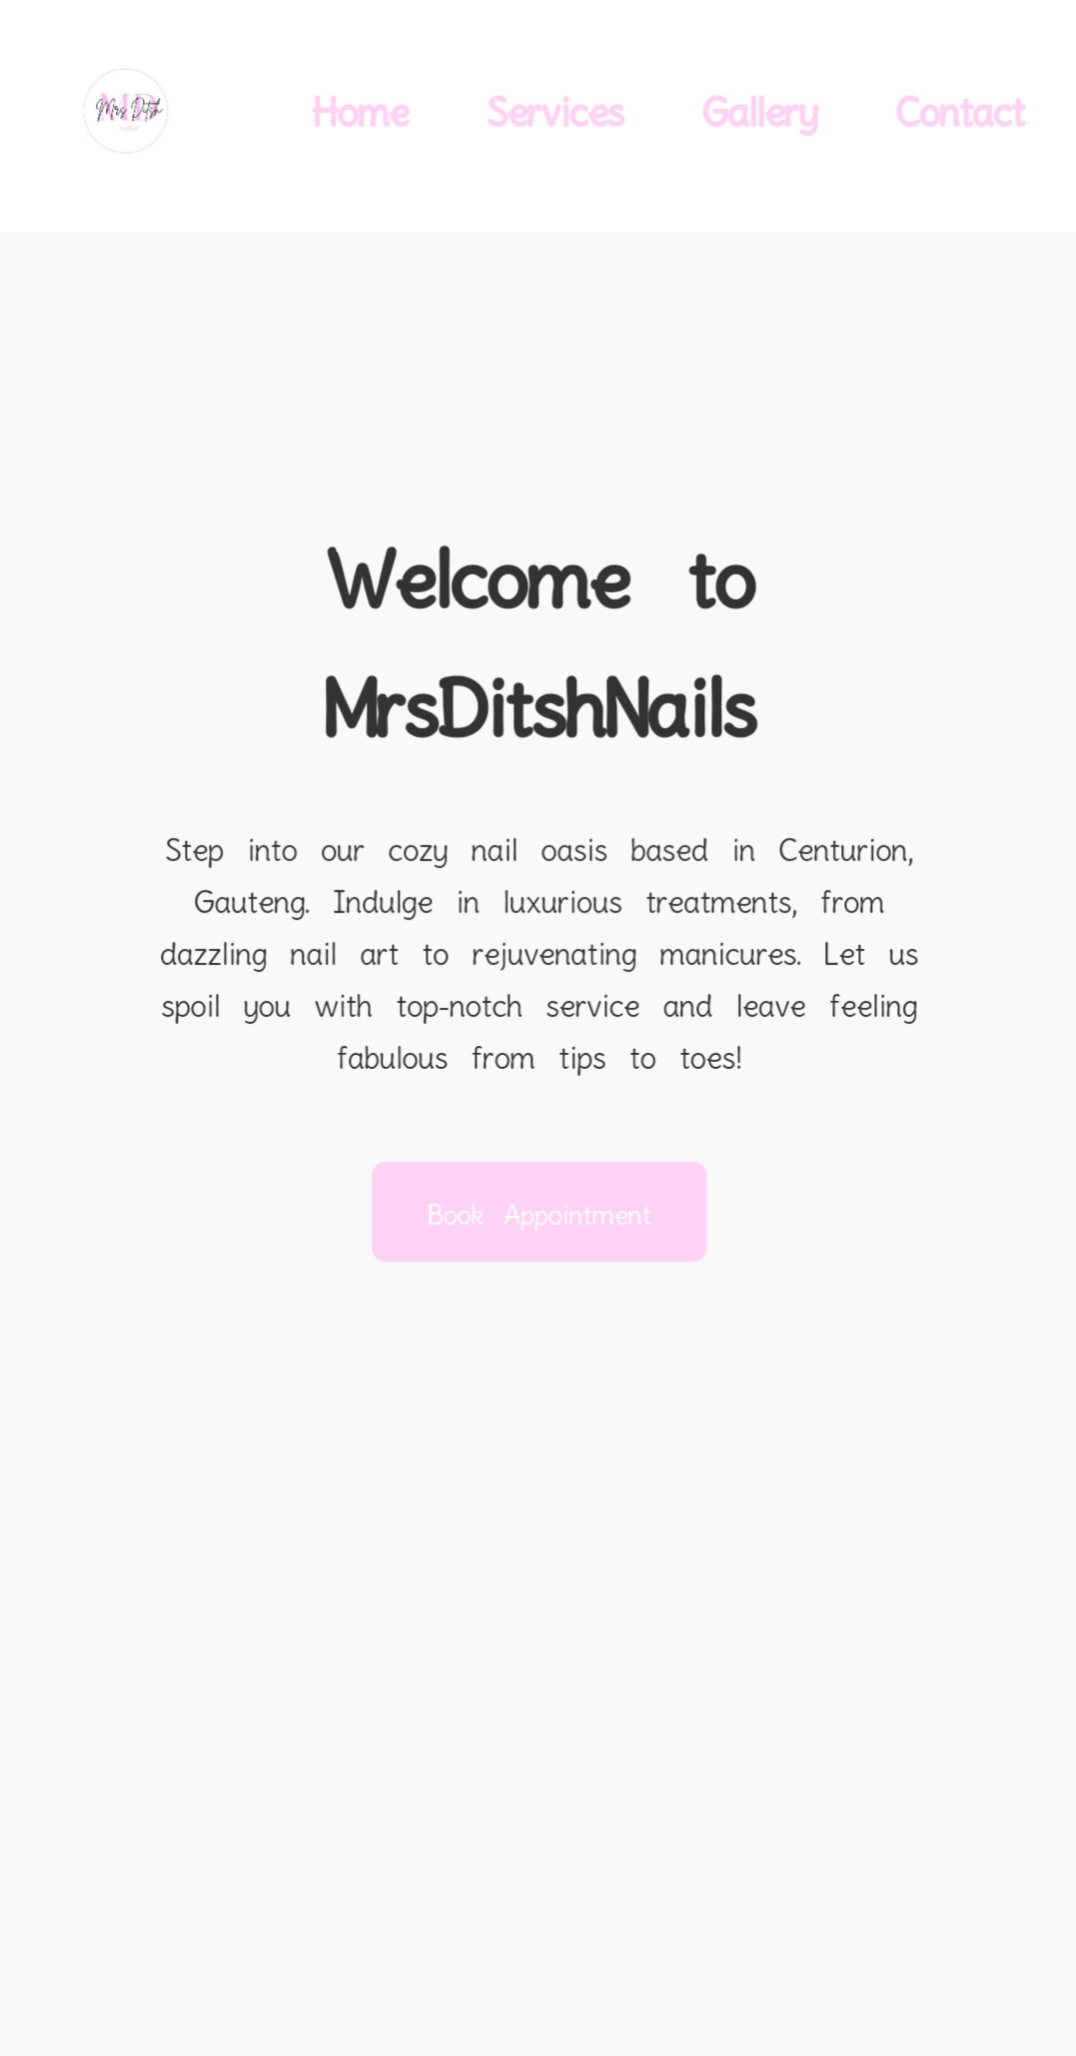 Mrs Ditsh
Home Services Gallery Contact
Welcome to
MrsDitshNails
Step into our cozy nail oasis based in Centurion,
Gauteng. Indulge in luxurious treatments, from
dazzling nail art to rejuvenating manicures. Let us
spoil you with top-notch service and leave feeling
fabulous from tips to toes!
Book Appointment